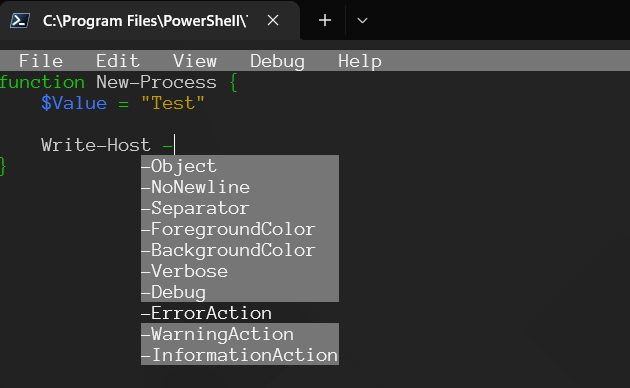 C:\Program Files\PowerShell\
File Edit View Debug Help
function New-Process {
$Value = "Test"
Write-Host -
}
-Object
-NoNewline
-Separator
-ForegroundColor
-BackgroundColor
-Verbose
-Debug
-ErrorAction
-WarningAction
-InformationAction